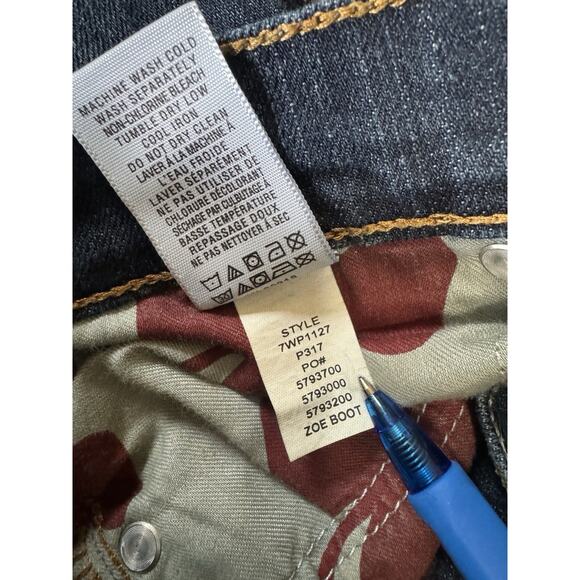 MACHINE WASH COLD
WASH SEPARATELY
NON-CHLORINE BLEACH
TUMBLE DRY LOW
COOL IRON
DO NOT DRY CLEAN
LAVER À LA MACHINE À
L'EAU FROIDE
LAVER SEPARÉMENT
NE PAS UTILISER DE
CHLORURE DÉCOLORANT
SÉCHAGE PAR CULBUTAGE À
BASSE TEMPÉRATURE
REPASSAGE DOUX
NE PAS NETTOYER À SEC
STYLE
7WP1127
P317
PO#
5793700
5793000
5793200
ZOE BOOT